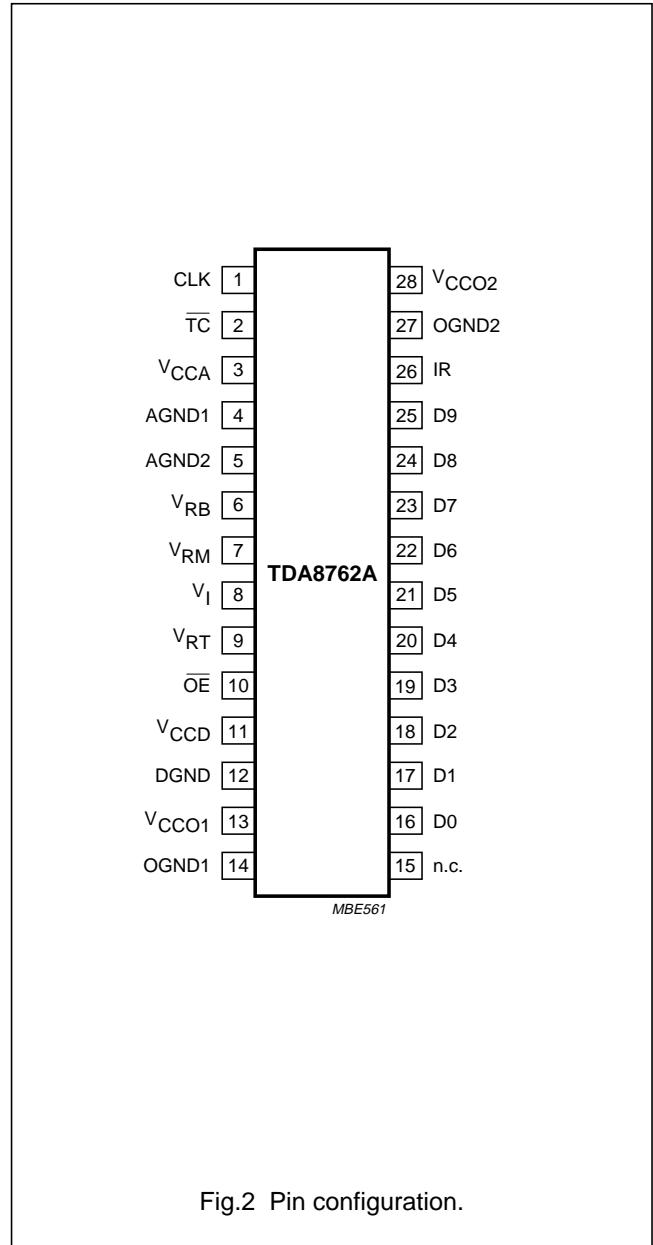 CLK 1 28 VCCO2
TC 2 27 OGND2
VCCA 3 26 IR
AGND1 4 25 D9
AGND2 5 24 D8
VRB 6 23 D7
VRM 7 22 D6
TDA8762A
VI 8 21 D5
VRT 9 20 D4
OE 10 19 D3
VCCD 11 18 D2
DGND 12 17 D1
VCCO1 13 16 D0
OGND1 14 15 n.c.
MBE561
Fig.2 Pin configuration.